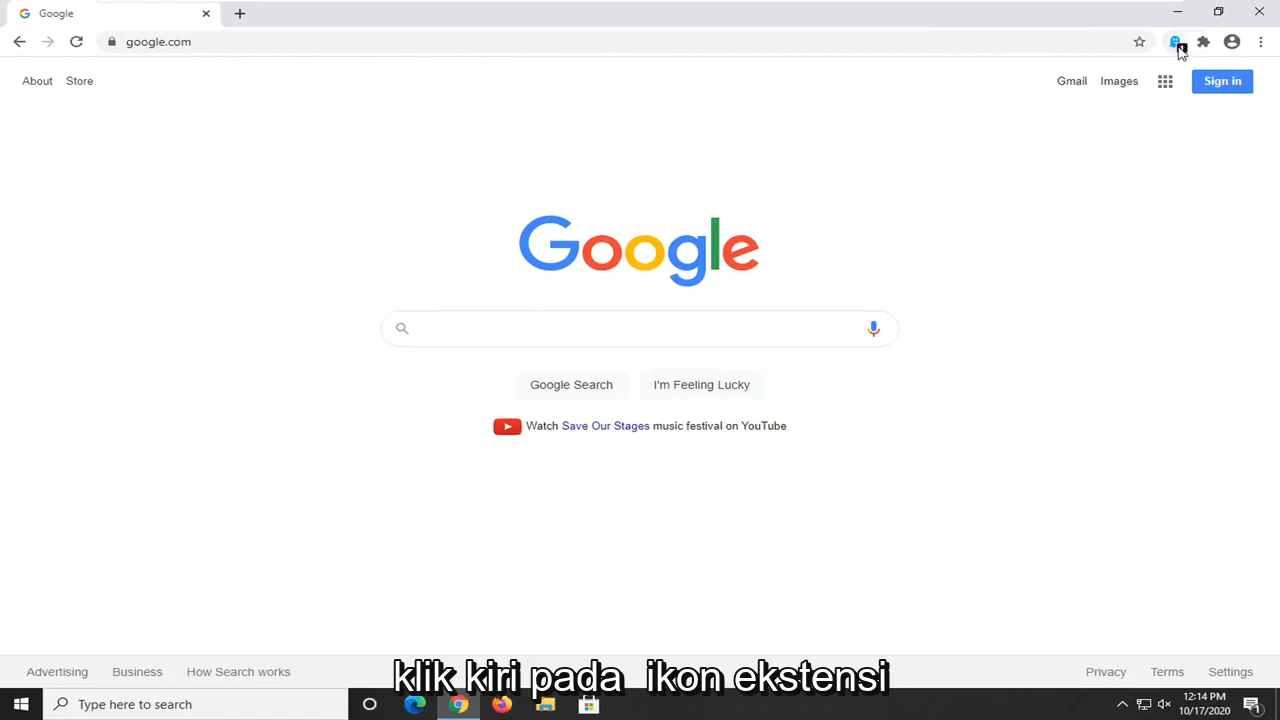 Google
google.com
About
Store
Gmail
Images
Sign in
Google
Google Search
I'm Feeling Lucky
Watch Save Our Stages music festival on YouTube
Advertising
Business
How Search works
Privacy
Terms
Settings
klik kiri pada ikon ekstensi
Type here to search
12:14 PM
10/17/2020
1